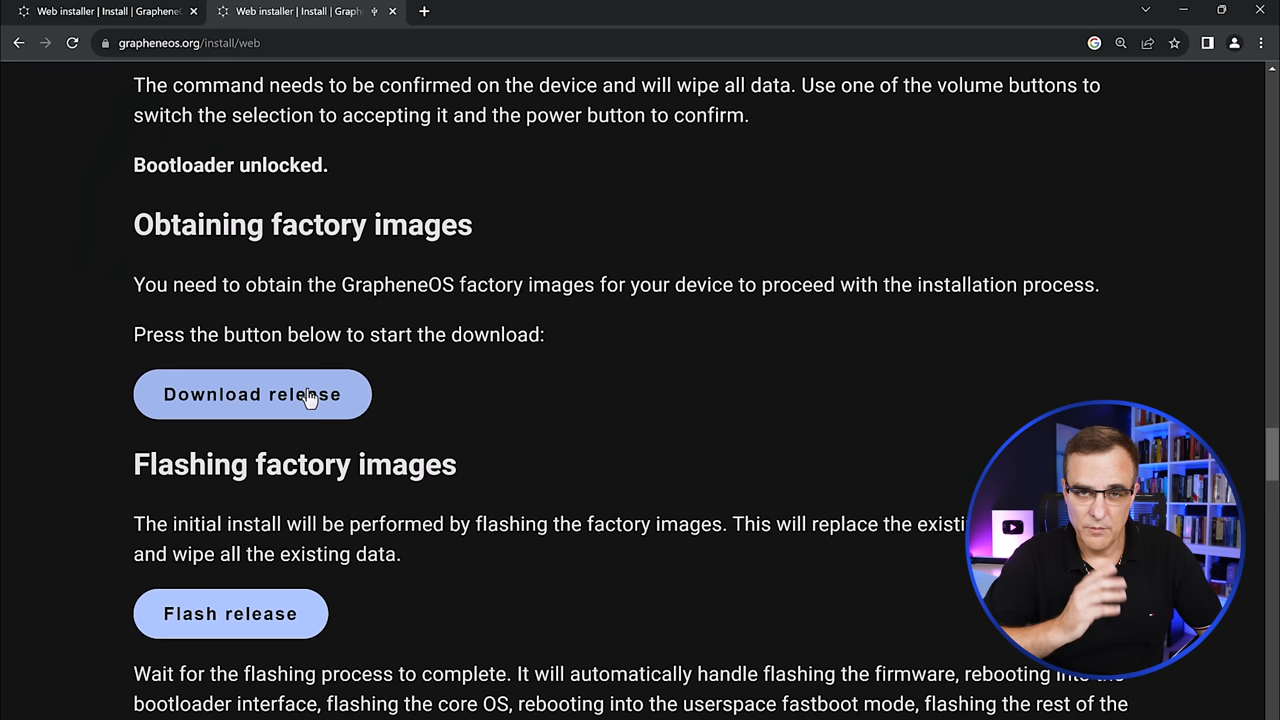 Web installer | Install | Graphene
Web installer | Install | Graph
grapheneos.org/install/web
The command needs to be confirmed on the device and will wipe all data. Use one of the volume buttons to
switch the selection to accepting it and the power button to confirm.
Bootloader unlocked.
Obtaining factory images
You need to obtain the GrapheneOS factory images for your device to proceed with the installation process.
Press the button below to start the download:
Download release
Flashing factory images
The initial install will be performed by flashing the factory images. This will replace the existi
and wipe all the existing data.
Flash release
Wait for the flashing process to complete. It will automatically handle flashing the firmware, rebooting into the
bootloader interface, flashing the core OS, rebooting into the userspace fastboot mode, flashing the rest of the